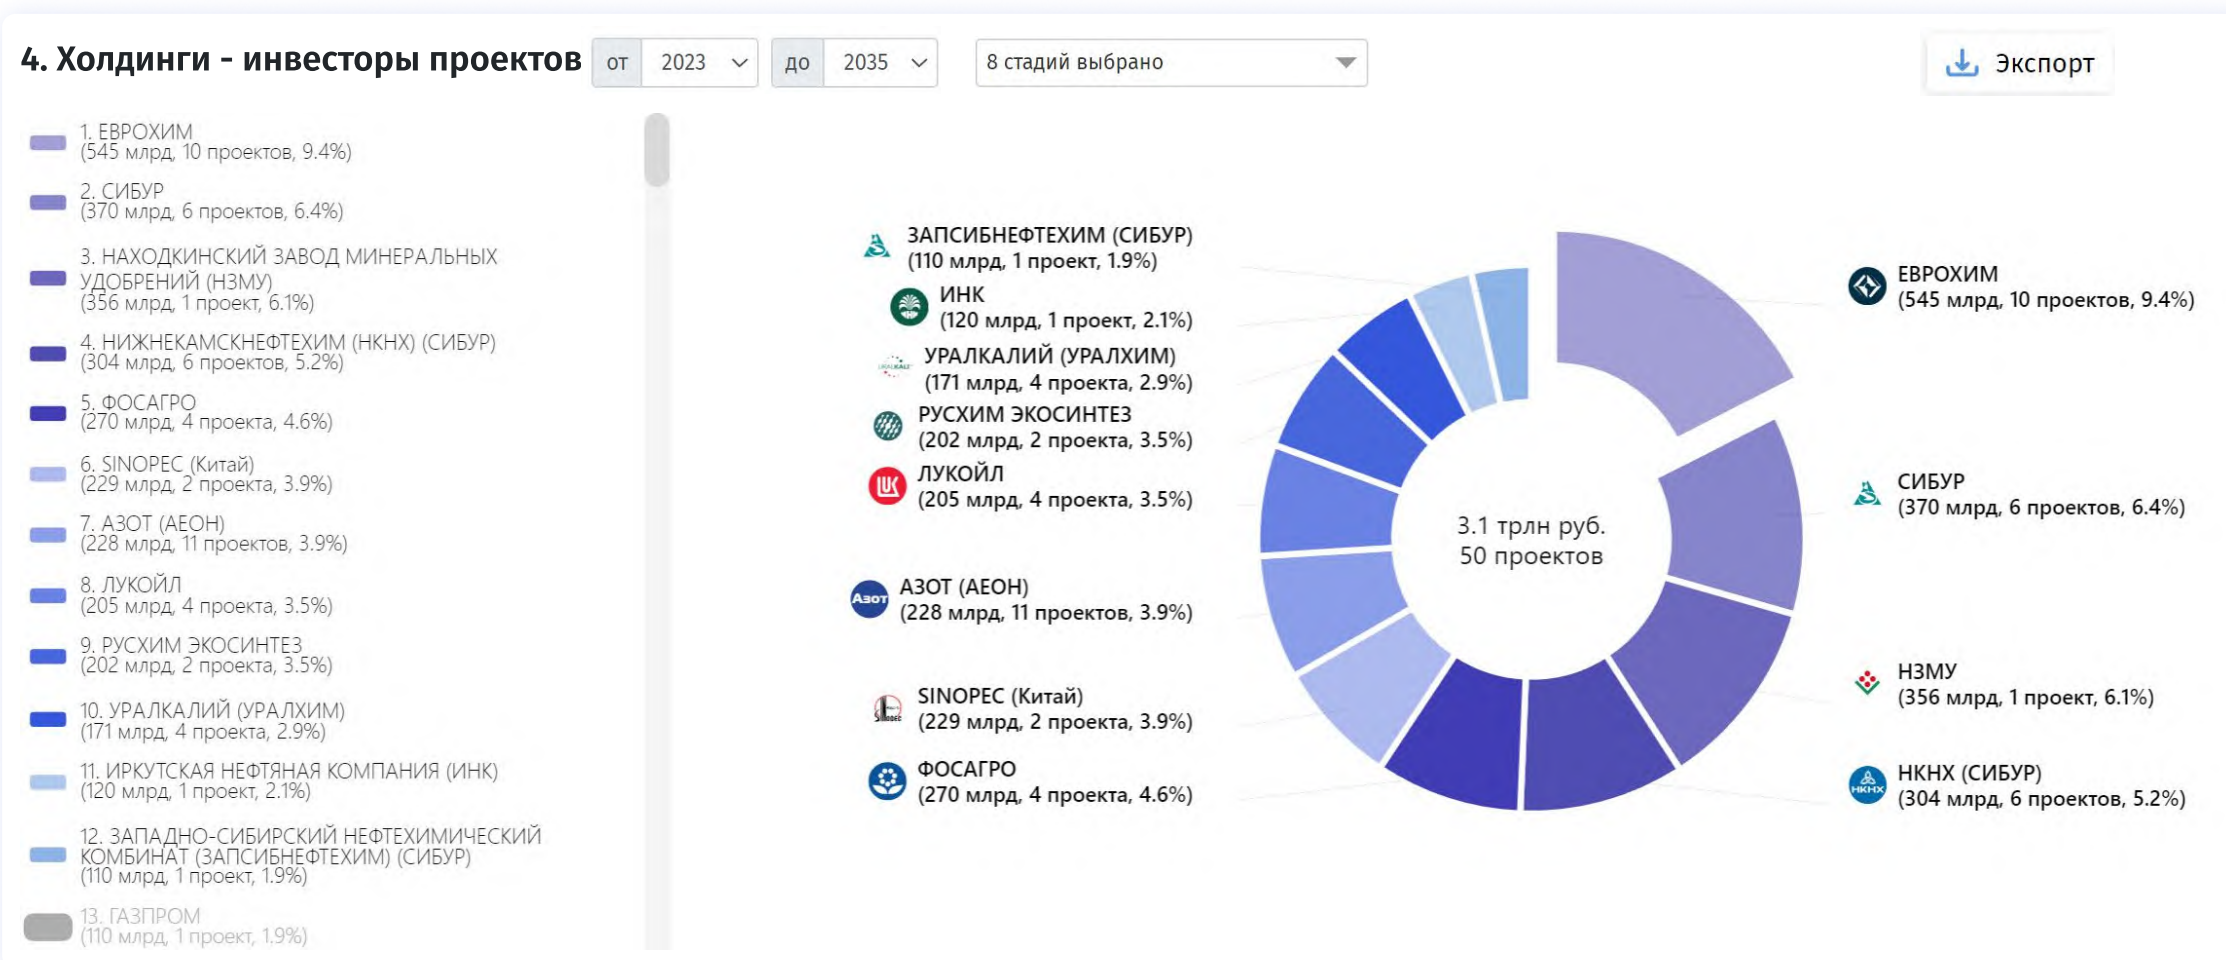 4. Холдинги - инвесторы проектов
от 2023
до 2035
8 стадий выбрано
Экспорт
1. ЕВРОХИМ
(545 млрд, 10 проектов, 9.4%)
2. СИБУР
(370 млрд, 6 проектов, 6.4%)
3. НАХОДКИНСКИЙ ЗАВОД МИНЕРАЛЬНЫХ
УДОБРЕНИЙ (НЗМУ)
(356 млрд, 1 проект, 6.1%)
4. НИЖНЕКАМСКНЕФТЕХИМ (НКНХ) (СИБУР)
(304 млрд, 6 проектов, 5.2%)
5. ФОСАГРО
(270 млрд, 4 проекта, 4.6%)
6. SINOPEC (Китай)
(229 млрд, 2 проекта, 3.9%)
7. АЗОТ (АЕОН)
(228 млрд, 11 проектов, 3.9%)
8. ЛУКОЙЛ
(205 млрд, 4 проекта, 3.5%)
9. РУСХИМ ЭКОСИНТЕЗ
(202 млрд, 2 проекта, 3.5%)
10. УРАЛКАЛИЙ (УРАЛХИМ)
(171 млрд, 4 проекта, 2.9%)
11. ИРКУТСКАЯ НЕФТЯНАЯ КОМПАНИЯ (ИНК)
(120 млрд, 1 проект, 2.1%)
12. ЗАПАДНО-СИБИРСКИЙ НЕФТЕХИМИЧЕСКИЙ
КОМБИНАТ (ЗАПСИБНЕФТЕХИМ) (СИБУР)
(110 млрд, 1 проект, 1.9%)
13. ГАЗПРОМ
(110 млрд, 1 проект, 1.9%)
ЗАПСИБНЕФТЕХИМ (СИБУР)
(110 млрд, 1 проект, 1.9%)
ИНК
(120 млрд, 1 проект, 2.1%)
URALKALI
УРАЛКАЛИЙ (УРАЛХИМ)
(171 млрд, 4 проекта, 2.9%)
РУСХИМ ЭКОСИНТЕЗ
(202 млрд, 2 проекта, 3.5%)
LUK
ЛУКОЙЛ
(205 млрд, 4 проекта, 3.5%)
Азот
АЗОТ (АЕОН)
(228 млрд, 11 проектов, 3.9%)
SINOPEC
SINOPEC (Китай)
(229 млрд, 2 проекта, 3.9%)
ФОСАГРО
(270 млрд, 4 проекта, 4.6%)
3.1 трлн руб.
50 проектов
ЕВРОХИМ
(545 млрд, 10 проектов, 9.4%)
СИБУР
(370 млрд, 6 проектов, 6.4%)
НЗМУ
(356 млрд, 1 проект, 6.1%)
НКНХ
НКНХ (СИБУР)
(304 млрд, 6 проектов, 5.2%)